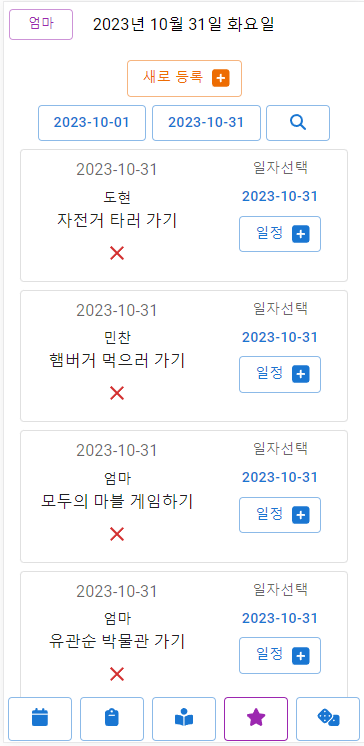 엄마 2023년 10월 31일 화요일
새로 등록
2023-10-01 2023-10-31
2023-10-31 일자선택
도현 2023-10-31
자전거 타러 가기 일정
2023-10-31 일자선택
민찬 2023-10-31
햄버거 먹으러 가기 일정
2023-10-31 일자선택
엄마 2023-10-31
모두의 마블 게임하기 일정
2023-10-31 일자선택
엄마 2023-10-31
유관순 박물관 가기 일정